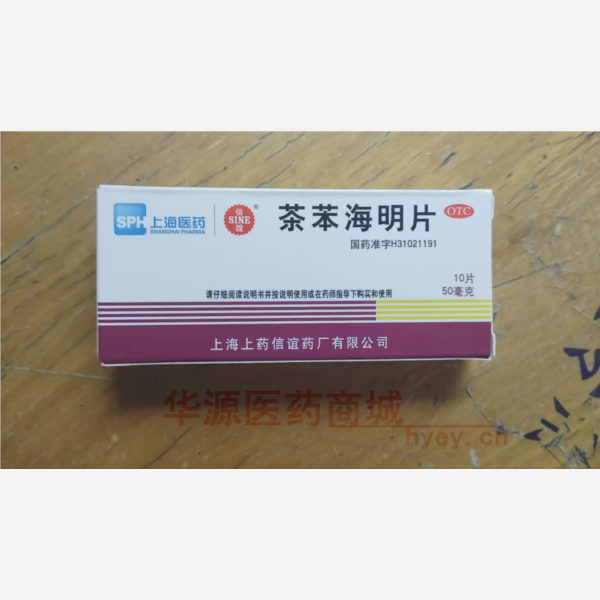 SPH 上海医药
SHANGHAI PHARMA
信
SINE
谊
®
茶苯海明片 OTC
国药准字H31021191
10片
50毫克
请仔细阅读说明书并按说明使用或在药师指导下购买和使用
上海上药信谊药厂有限公司
华源医药商城
hyey.cn